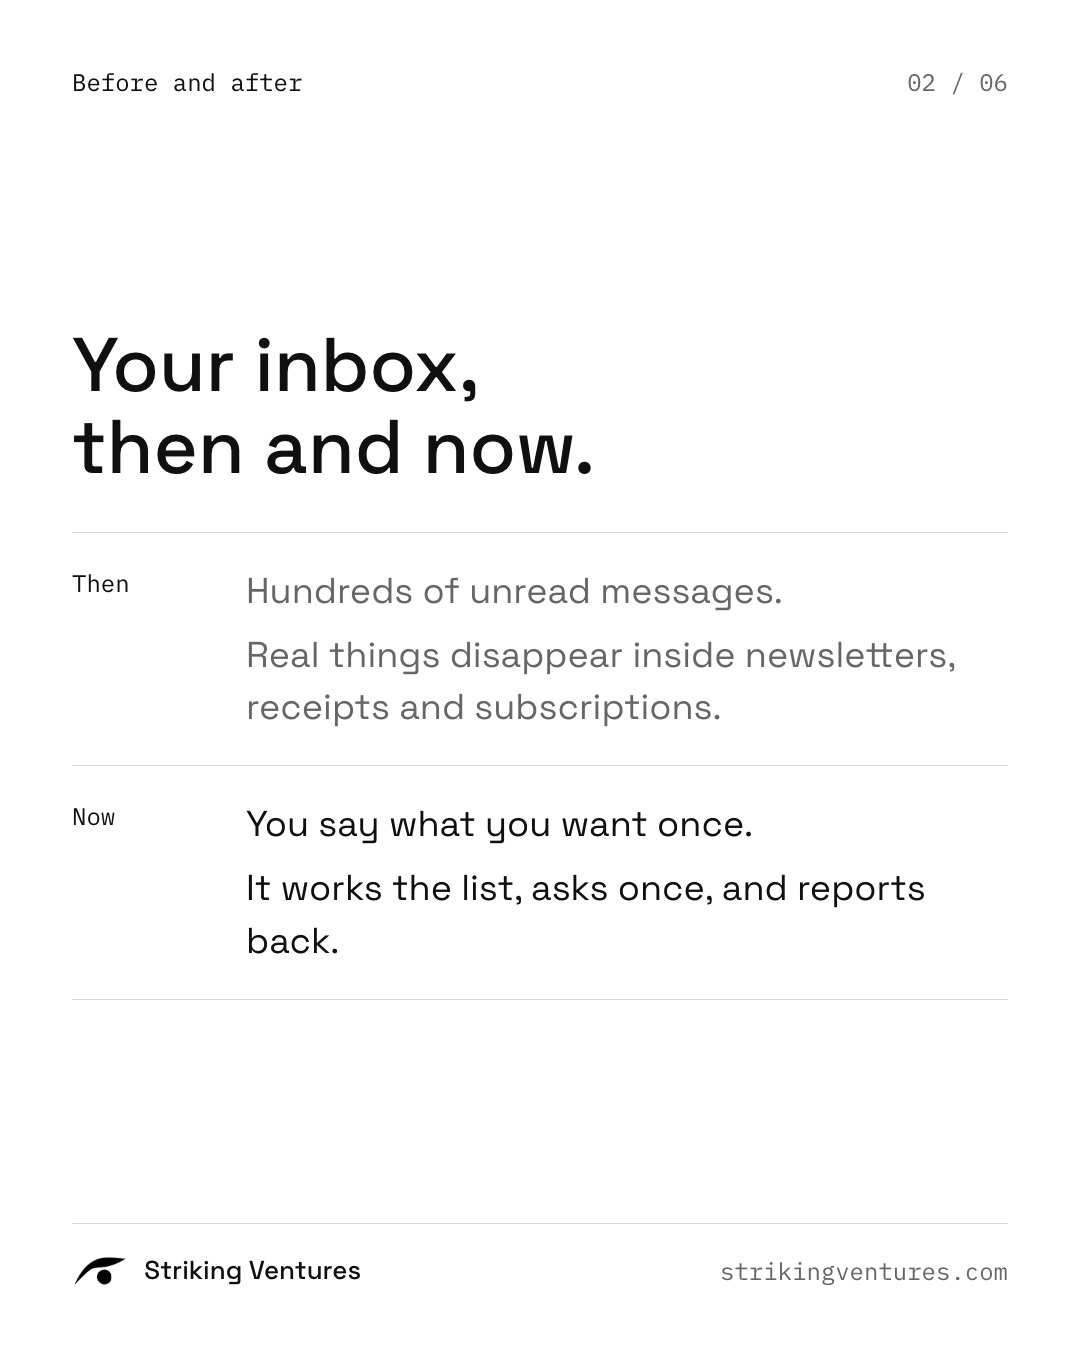 Before and after
02 / 06
Your inbox,
then and now.
Then
Hundreds of unread messages.
Real things disappear inside newsletters,
receipts and subscriptions.
Now
You say what you want once.
It works the list, asks once, and reports
back.
Striking Ventures
strikingventures.com